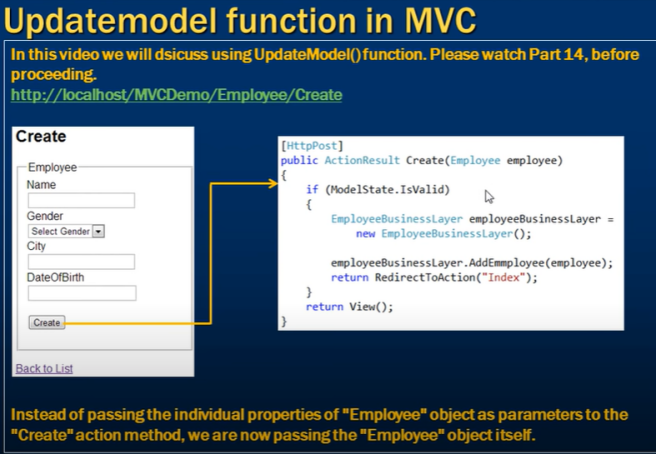 Updatemodel function in MVC
In this video we will dsicuss using UpdateModel() function. Please watch Part 14, before
proceeding.
http://localhost/MVCDemo/Employee/Create
Create
Employee
Name
Gender
Select Gender
City
DateOfBirth
Create
Back to List
[HttpPost]
public ActionResult Create(Employee employee)
{
if (ModelState.IsValid)
{
EmployeeBusinessLayer employeeBusinessLayer =
new EmployeeBusinessLayer();
employeeBusinessLayer.AddEmmployee(employee);
return RedirectToAction("Index");
}
return View();
}
Instead of passing the individual properties of "Employee" object as parameters to the
"Create" action method, we are now passing the "Employee" object itself.